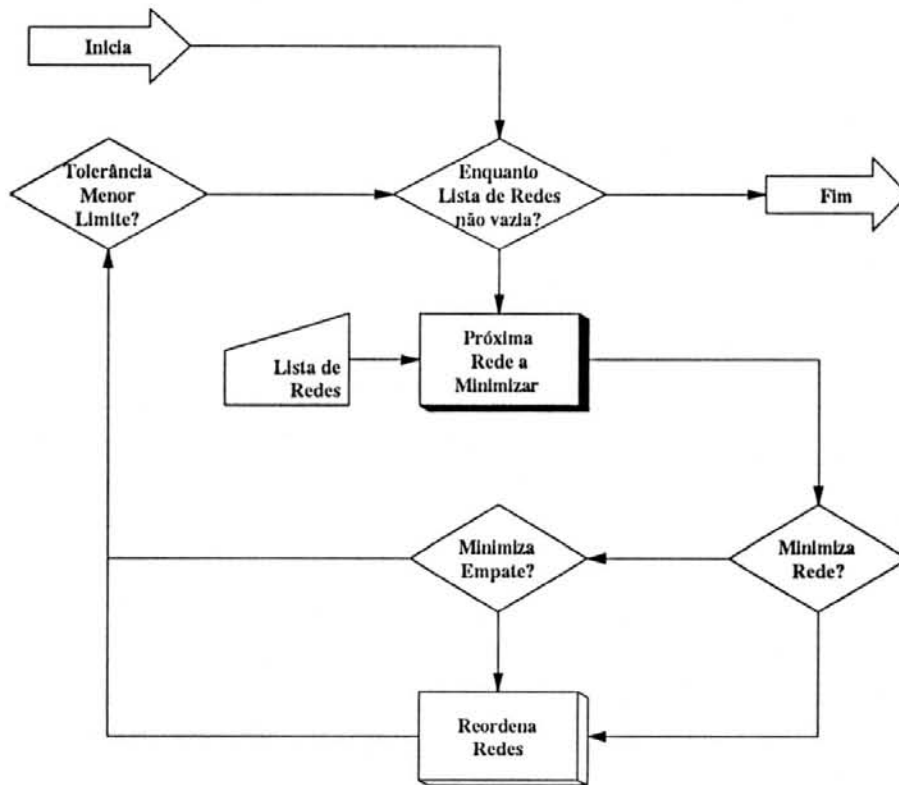 Inicia
Tolerância
Menor
Limite?
Enquanto
Lista de Redes
não vazia?
Fim
Lista de
Redes
Próxima
Rede a
Minimizar
Minimiza
Empate?
Minimiza
Rede?
Reordena
Redes